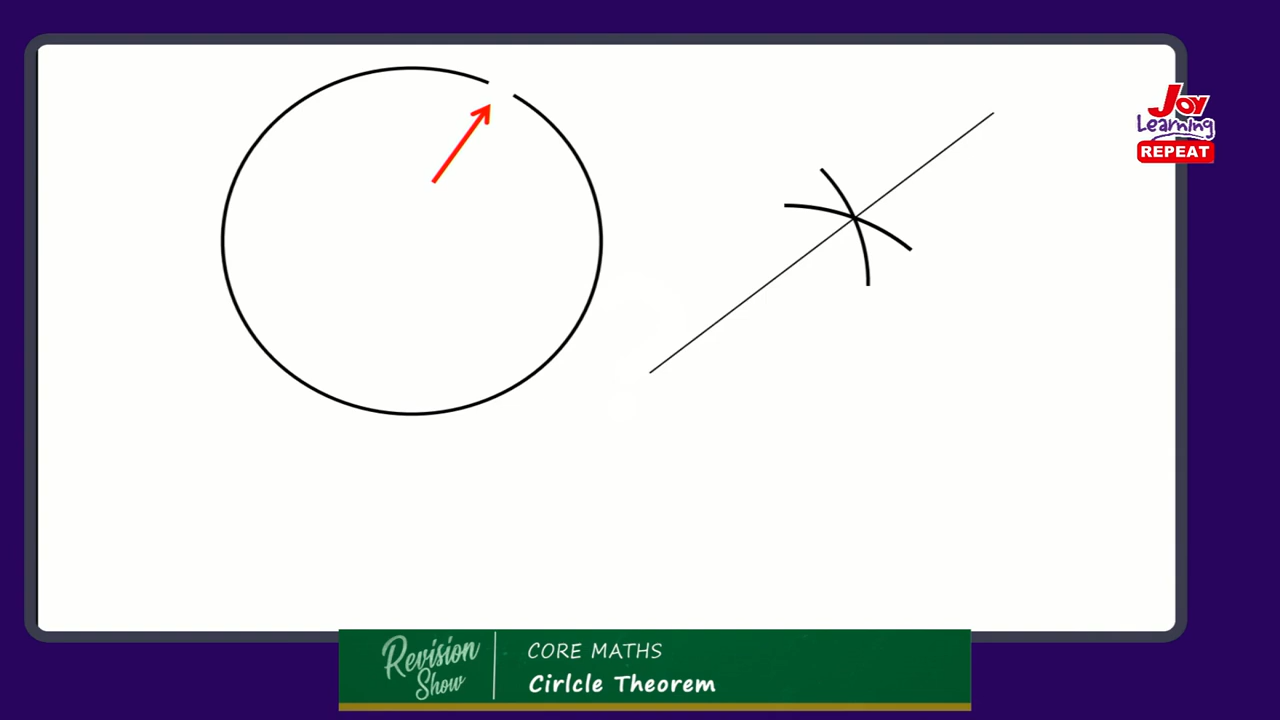 Joy
Learning
REPEAT
Revision
Show
CORE MATHS
Cirlcle Theorem